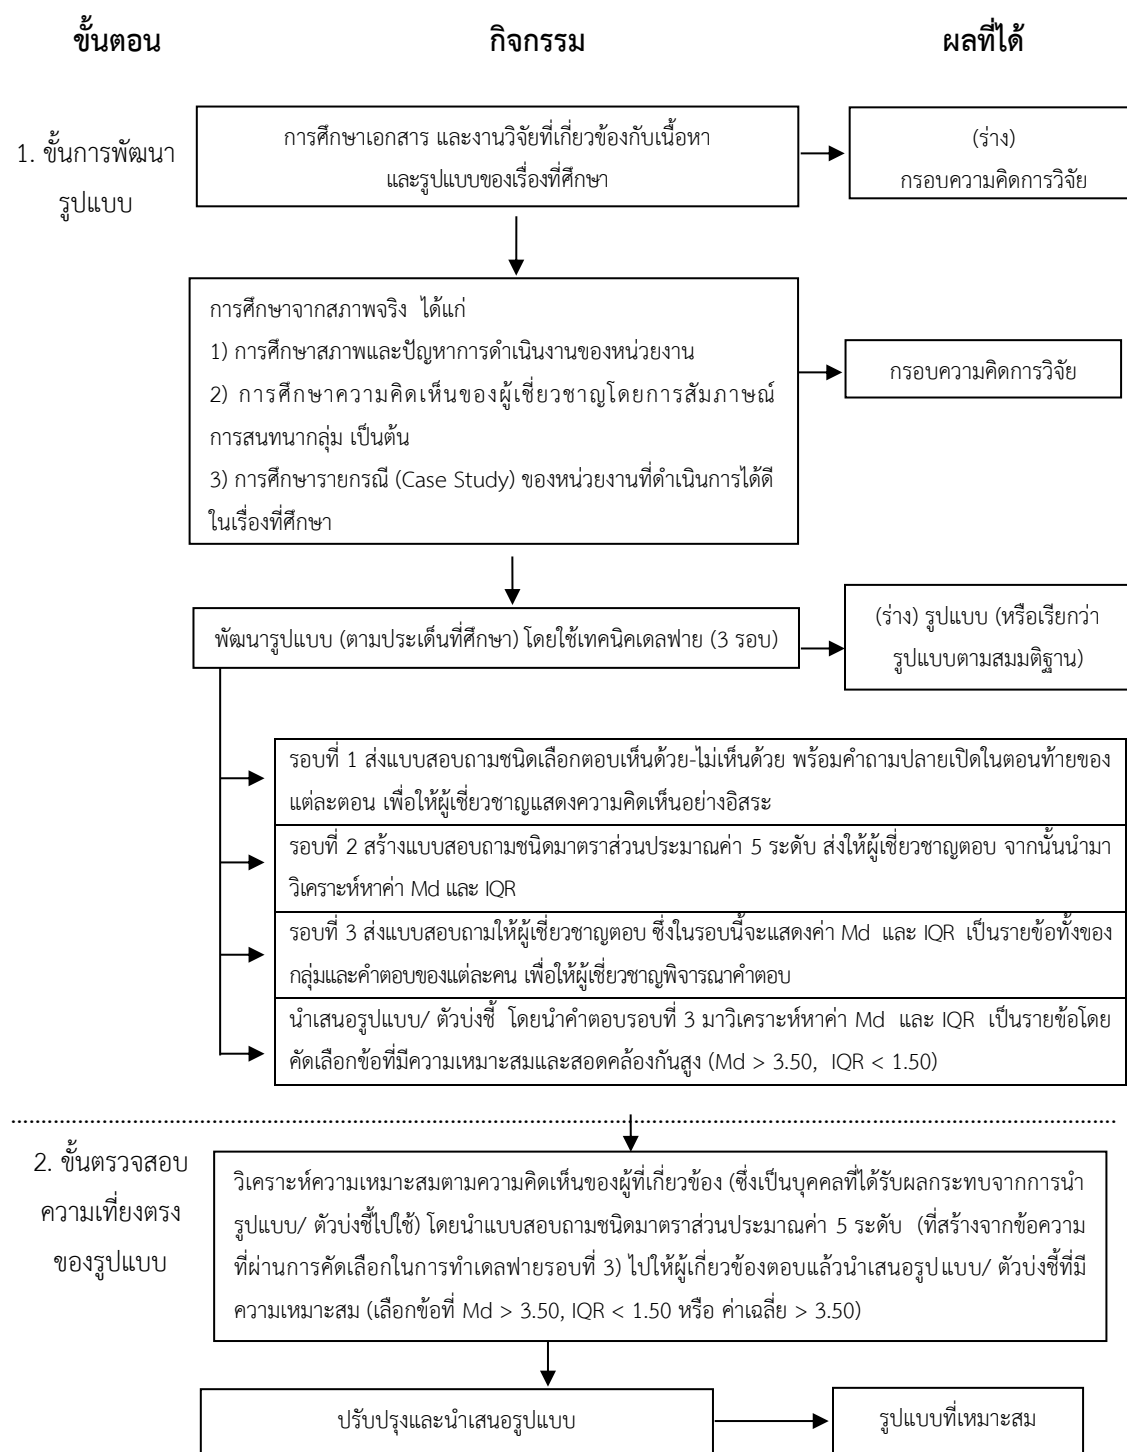 ขั้นตอน
กิจกรรม
ผลที่ได้
1. ขั้นการพัฒนา
รูปแบบ
การศึกษาเอกสาร และงานวิจัยที่เกี่ยวข้องกับเนื้อหา
และรูปแบบของเรื่องที่ศึกษา
(ร่าง)
กรอบความคิดการวิจัย
การศึกษาจากสภาพจริง ได้แก่
1) การศึกษาสภาพและปัญหาการดำเนินงานของหน่วยงาน
2) การศึกษาความคิดเห็นของผู้เชี่ยวชาญโดยการสัมภาษณ์
การสนทนากลุ่ม เป็นต้น
3) การศึกษารายกรณี (Case Study) ของหน่วยงานที่ดำเนินการได้ดี
ในเรื่องที่ศึกษา
กรอบความคิดการวิจัย
พัฒนารูปแบบ (ตามประเด็นที่ศึกษา) โดยใช้เทคนิคเดลฟาย (3 รอบ)
(ร่าง) รูปแบบ (หรือเรียกว่า
รูปแบบตามสมมติฐาน)
รอบที่ 1 ส่งแบบสอบถามชนิดเลือกตอบเห็นด้วย-ไม่เห็นด้วย พร้อมคำถามปลายเปิดในตอนท้ายของ
แต่ละตอน เพื่อให้ผู้เชี่ยวชาญแสดงความคิดเห็นอย่างอิสระ
รอบที่ 2 สร้างแบบสอบถามชนิดมาตราส่วนประมาณค่า 5 ระดับ ส่งให้ผู้เชี่ยวชาญตอบ จากนั้นนำมา
วิเคราะห์หาค่า Md และ IQR
รอบที่ 3 ส่งแบบสอบถามให้ผู้เชี่ยวชาญตอบ ซึ่งในรอบนี้จะแสดงค่า Md และ IQR เป็นรายข้อทั้งของ
กลุ่มและคำตอบของแต่ละคน เพื่อให้ผู้เชี่ยวชาญพิจารณาคำตอบ
นำเสนอรูปแบบ/ ตัวบ่งชี้ โดยนำคำตอบรอบที่ 3 มาวิเคราะห์หาค่า Md และ IQR เป็นรายข้อโดย
คัดเลือกข้อที่มีความเหมาะสมและสอดคล้องกันสูง (Md > 3.50, IQR < 1.50)
2. ขั้นตรวจสอบ
ความเที่ยงตรง
ของรูปแบบ
วิเคราะห์ความเหมาะสมตามความคิดเห็นของผู้ที่เกี่ยวข้อง (ซึ่งเป็นบุคคลที่ได้รับผลกระทบจากการนำ
รูปแบบ/ ตัวบ่งชี้ไปใช้) โดยนำแบบสอบถามชนิดมาตราส่วนประมาณค่า 5 ระดับ (ที่สร้างจากข้อความ
ที่ผ่านการคัดเลือกในการทำเดลฟายรอบที่ 3) ไปให้ผู้เกี่ยวข้องตอบแล้วนำเสนอรูปแบบ/ ตัวบ่งชี้ที่มี
ความเหมาะสม (เลือกข้อที่ Md > 3.50, IQR < 1.50 หรือ ค่าเฉลี่ย > 3.50)
ปรับปรุงและนำเสนอรูปแบบ
รูปแบบที่เหมาะสม